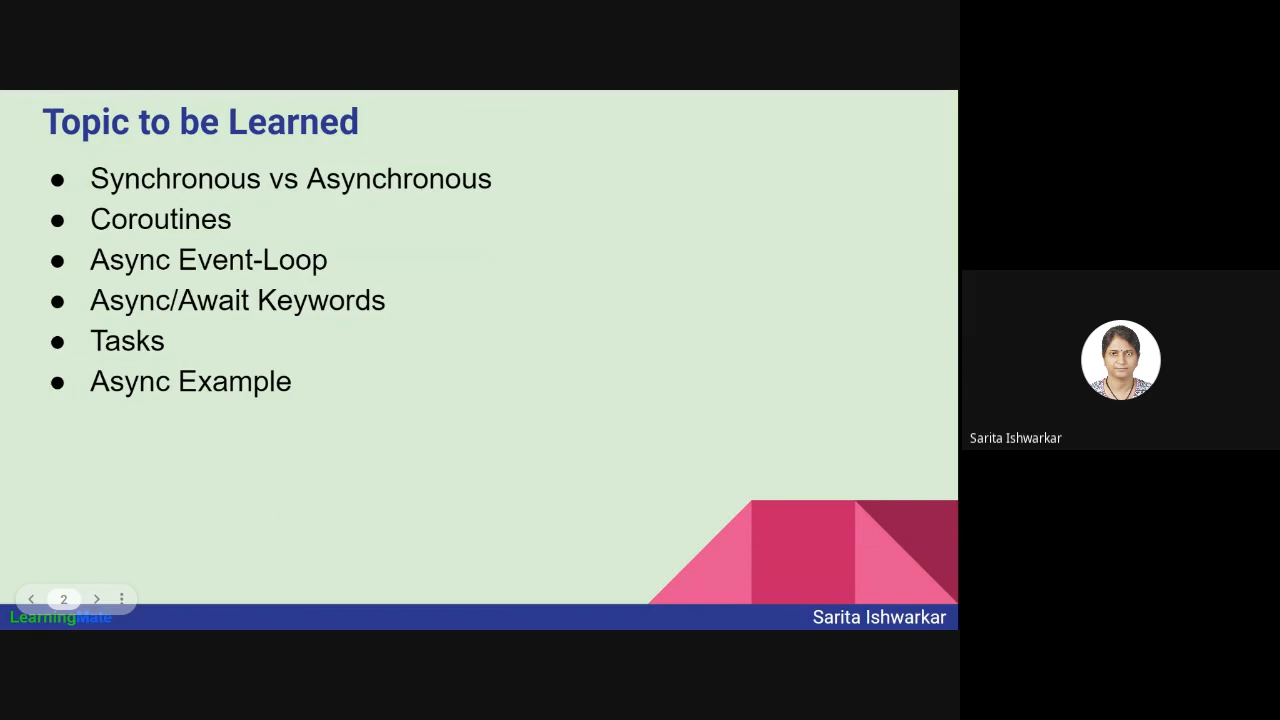 Topic to be Learned
● Synchronous vs Asynchronous
● Coroutines
● Async Event-Loop
● Async/Await Keywords
● Tasks
● Async Example
2
LearningMate
Sarita Ishwarkar
Sarita Ishwarkar